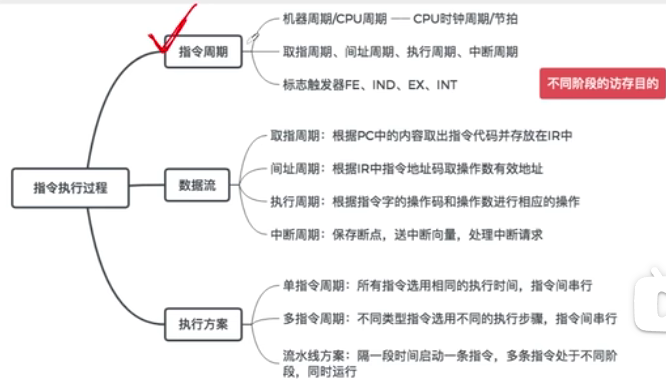 机器周期/CPU周期 —— CPU时钟周期/节拍
指令周期
取指周期、间址周期、执行周期、中断周期
标志触发器FE、IND、EX、INT
不同阶段的访存目的
取指周期：根据PC中的内容取出指令代码并存放在IR中
间址周期：根据IR中指令地址码取操作数有效地址
指令执行过程
数据流
执行周期：根据指令字的操作码和操作数进行相应的操作
中断周期：保存断点，送中断向量，处理中断请求
单指令周期：所有指令选用相同的执行时间，指令间串行
执行方案
多指令周期：不同类型指令选用不同的执行步骤，指令间串行
流水线方案：隔一段时间启动一条指令，多条指令处于不同阶
段，同时运行